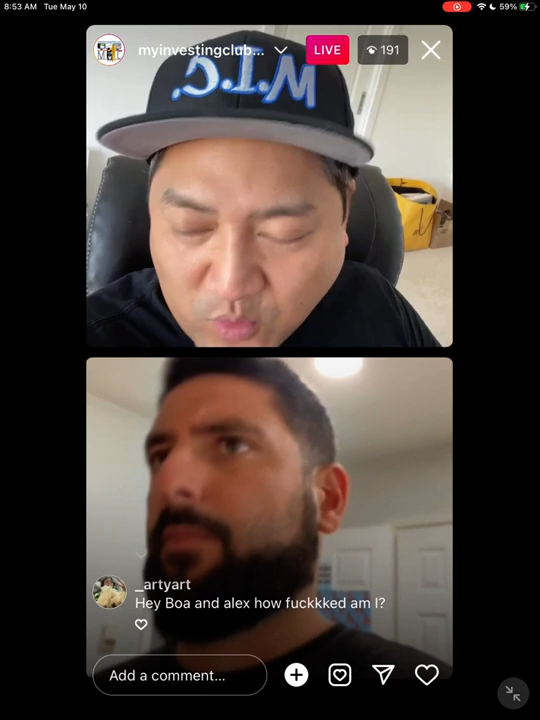 8:53 AM Tue May 10
59%
myinvestingclub...
LIVE
191
M.I.C.
_artyart
Hey Boa and alex how fuckkked am I?
Add a comment...